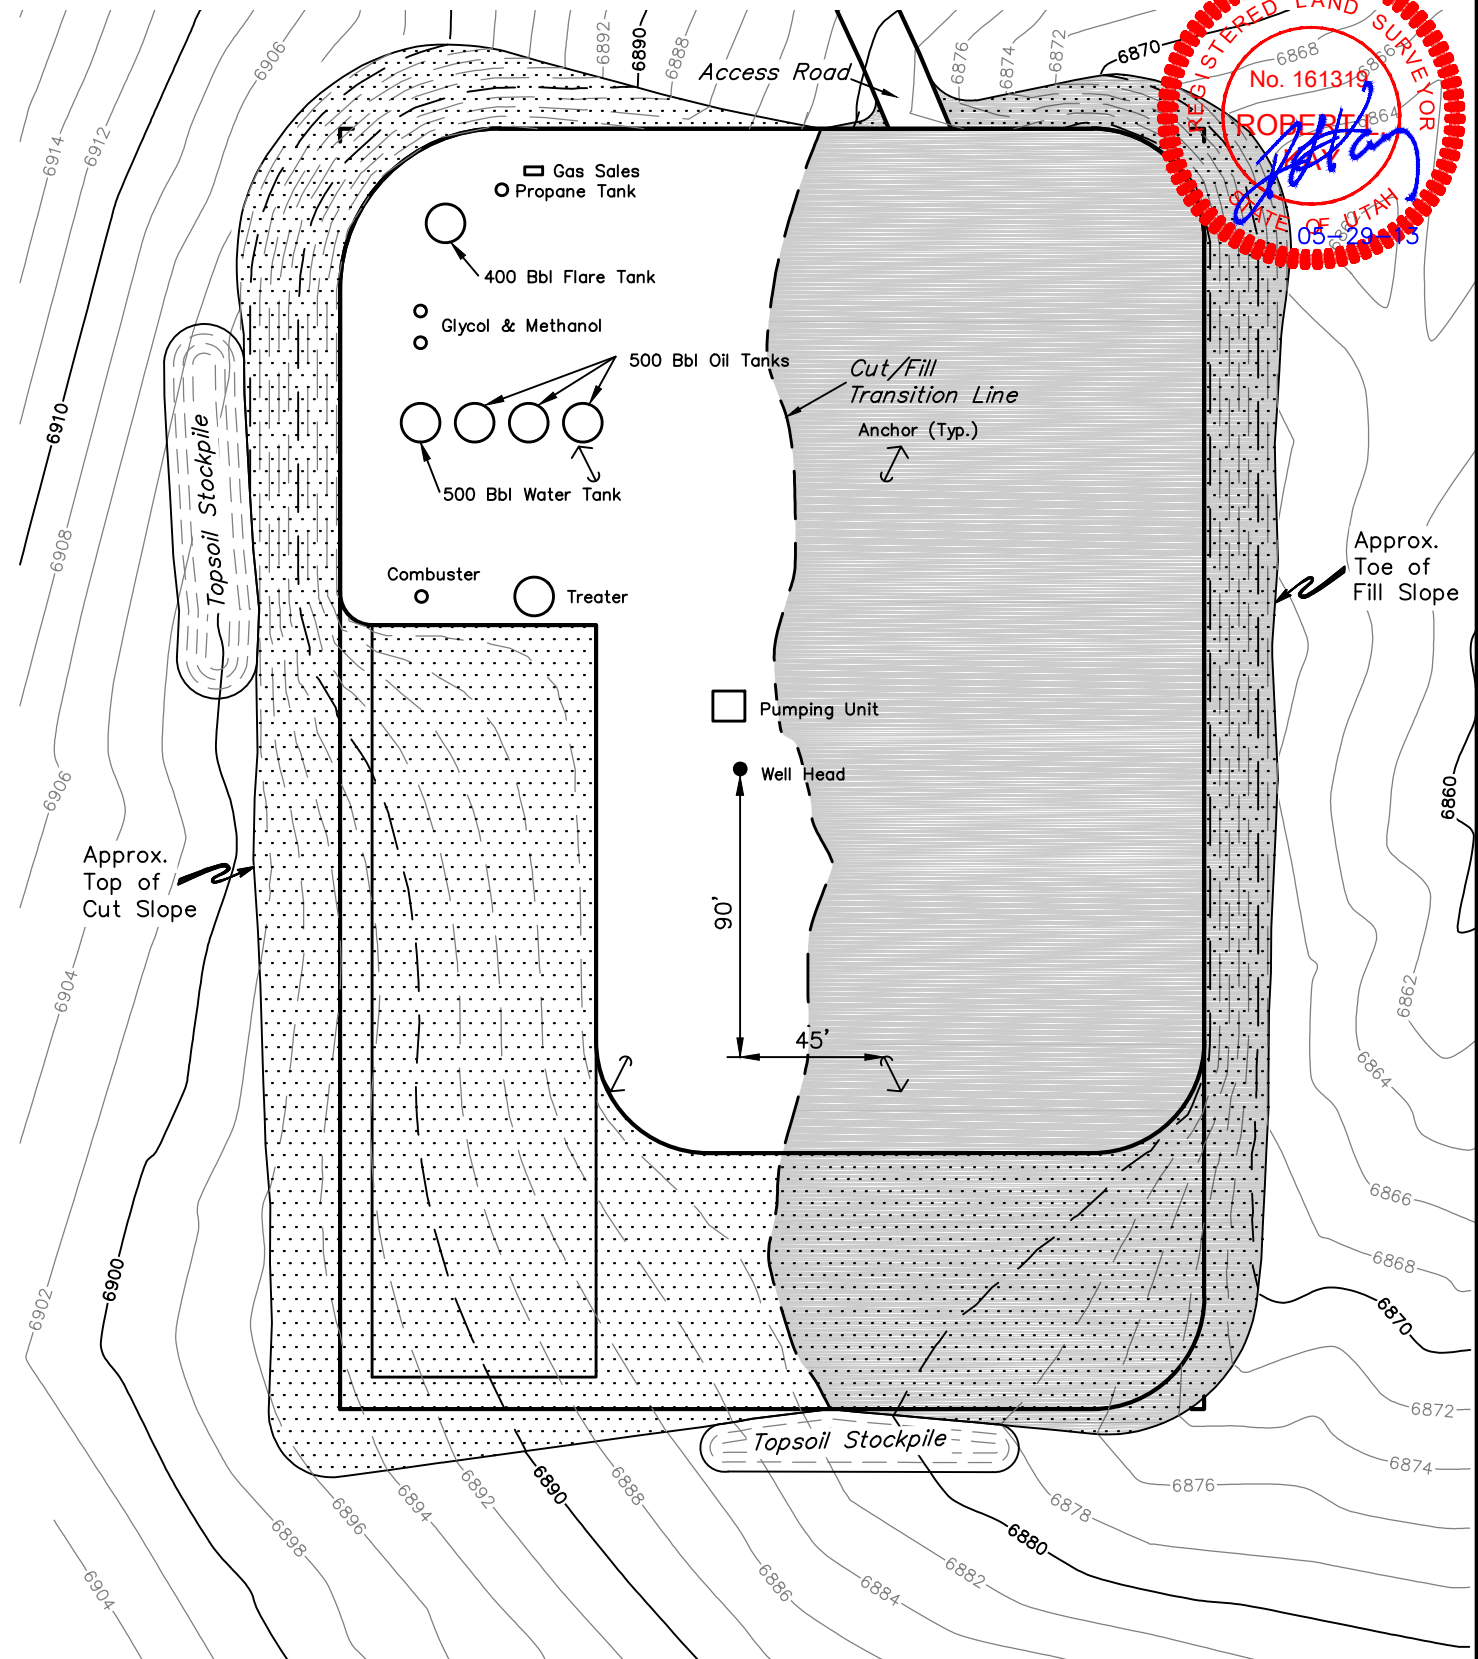 REGISTERED LAND SURVEYOR
No. 161319
ROBERT L.
STATE OF UTAH
05-29-13
6906
6892
6890
6888
Access Road
6876
6874
6872
6870
6868
6866
6864
6914
6912
Gas Sales
Propane Tank
400 Bbl Flare Tank
Glycol & Methanol
500 Bbl Oil Tanks
Cut/Fill
Transition Line
Anchor (Typ.)
6910
Topsoil Stockpile
500 Bbl Water Tank
6908
Approx.
Toe of
Fill Slope
Combuster
Treater
Pumping Unit
Well Head
6906
6860
Approx.
Top of
Cut Slope
90'
45'
6904
6862
6864
6866
6868
6900
6902
6870
6872
6874
Topsoil Stockpile
6876
6878
6880
6882
6884
6886
6888
6890
6892
6894
6896
6898
6904